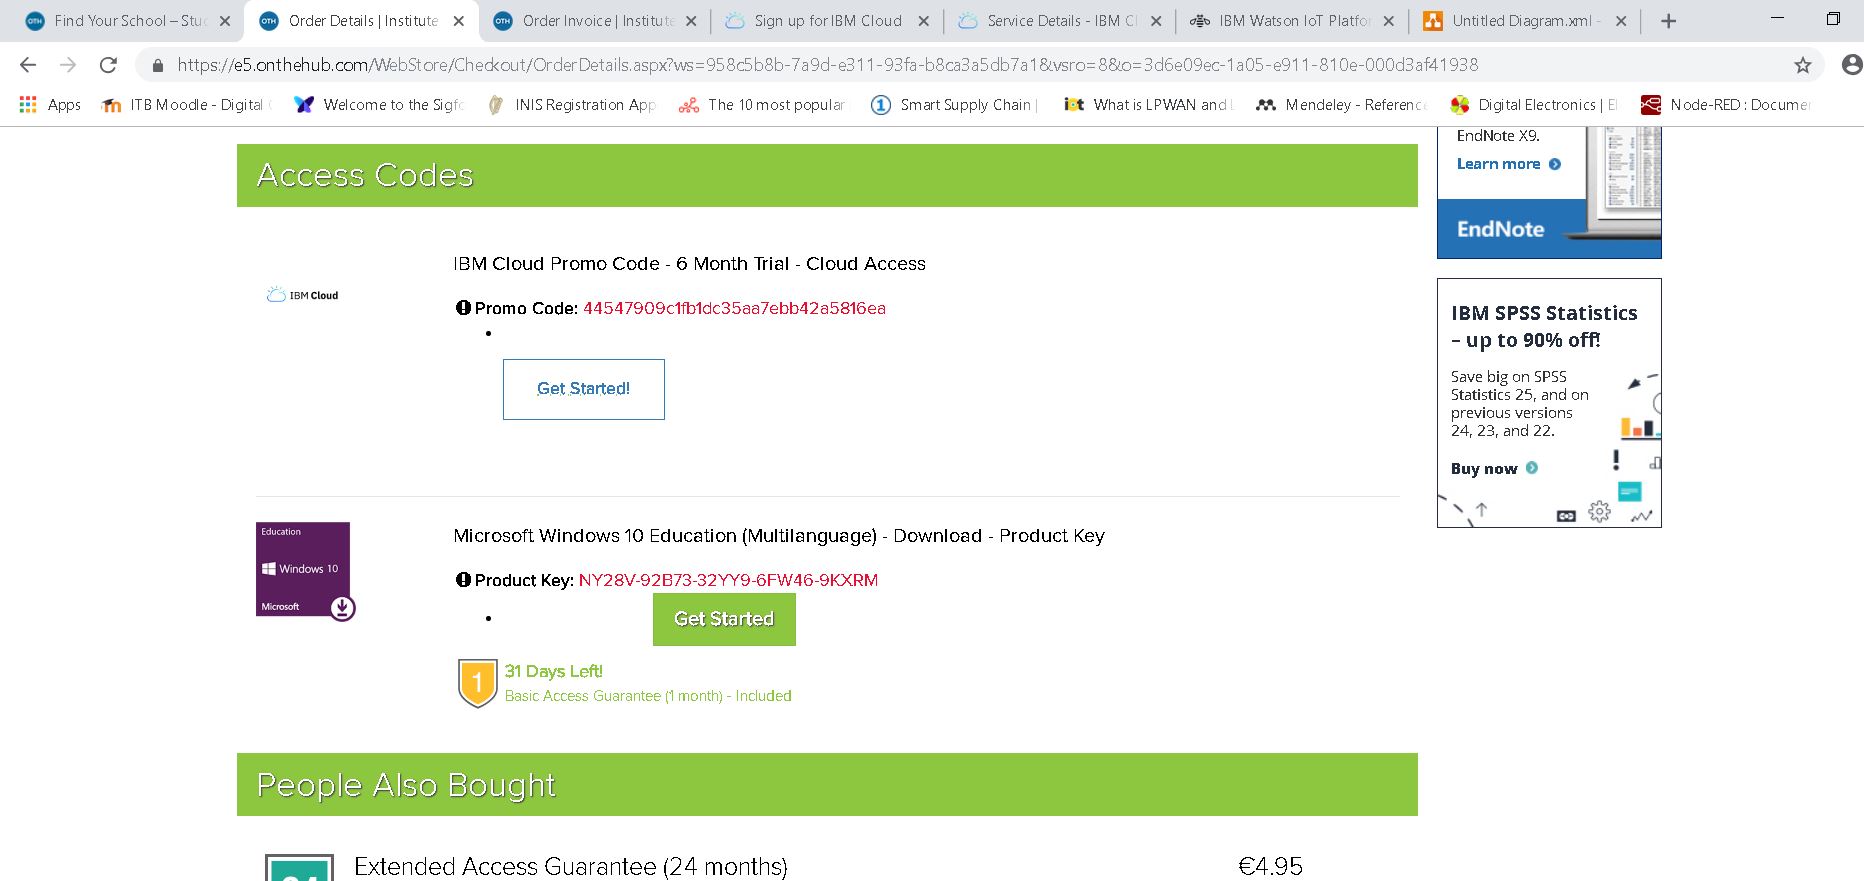 Find Your School – Stud
Order Details | Institute
Order Invoice | Institute
Sign up for IBM Cloud
Service Details - IBM Cl
IBM Watson IoT Platfor
Untitled Diagram.xml -
https://e5.onthehub.com/WebStore/Checkout/OrderDetails.aspx?ws=958c5b8b-7a9d-e311-93fa-b8ca3a5db7a1&vsro=8&o=3d6e09ec-1a05-e911-810e-000d3af41938
Apps
ITB Moodle - Digital C
Welcome to the Sigfo
INIS Registration App
The 10 most popular
Smart Supply Chain |
What is LPWAN and
Mendeley - Reference
Digital Electronics | El
Node-RED : Documen
Access Codes
IBM Cloud
IBM Cloud Promo Code - 6 Month Trial - Cloud Access
Promo Code: 44547909c1fb1dc35aa7ebb42a5816ea
Get Started!
Education
Windows 10
Microsoft
Microsoft Windows 10 Education (Multilanguage) - Download - Product Key
Product Key: NY28V-92B73-32YY9-6FW46-9KXRM
Get Started
1
31 Days Left!
Basic Access Guarantee (1 month) - Included
People Also Bought
Extended Access Guarantee (24 months)
€4.95
EndNote X9.
Learn more
EndNote
IBM SPSS Statistics
– up to 90% off!
Save big on SPSS
Statistics 25, and on
previous versions
24, 23, and 22.
Buy now